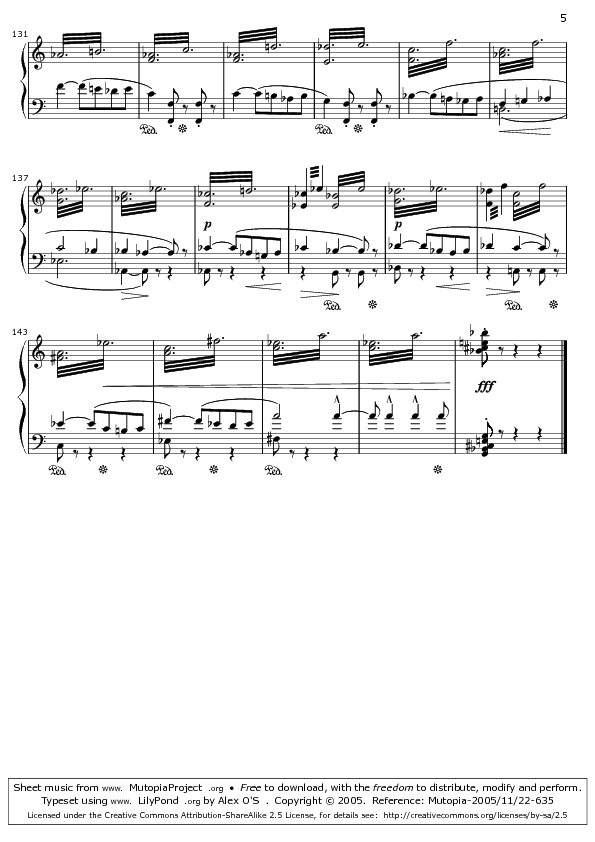 5
131
137
p
p
143
fff
Sheet music from www. MutopiaProject .org • Free to download, with the freedom to distribute, modify and perform.
Typeset using www. LilyPond .org by Alex O'S . Copyright © 2005. Reference: Mutopia-2005/11/22-635
Licensed under the Creative Commons Attribution-ShareAlike 2.5 License, for details see: http://creativecommons.org/licenses/by-sa/2.5